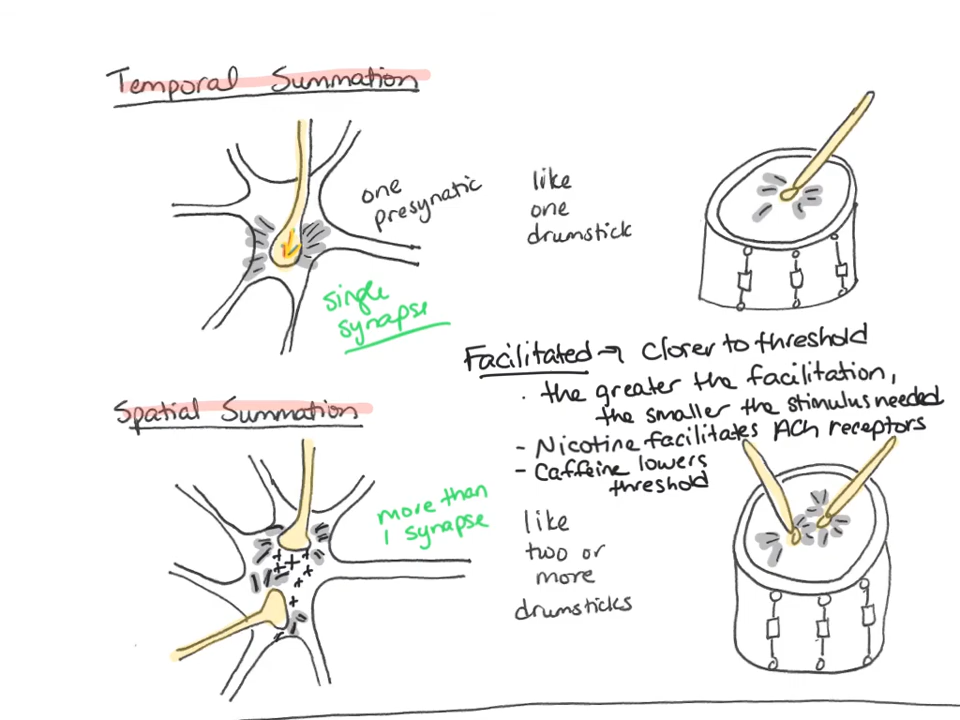 Temporal Summation
one
presynatic
like
one
drumstick
single
synapse
Facilitated → Closer to threshold
· the greater the facilitation,
the smaller the stimulus needed
- Nicotine facilitates ACh receptors
- Caffeine lowers
threshold
Spatial Summation
more than
1 synapse
like
two or
more
drumsticks